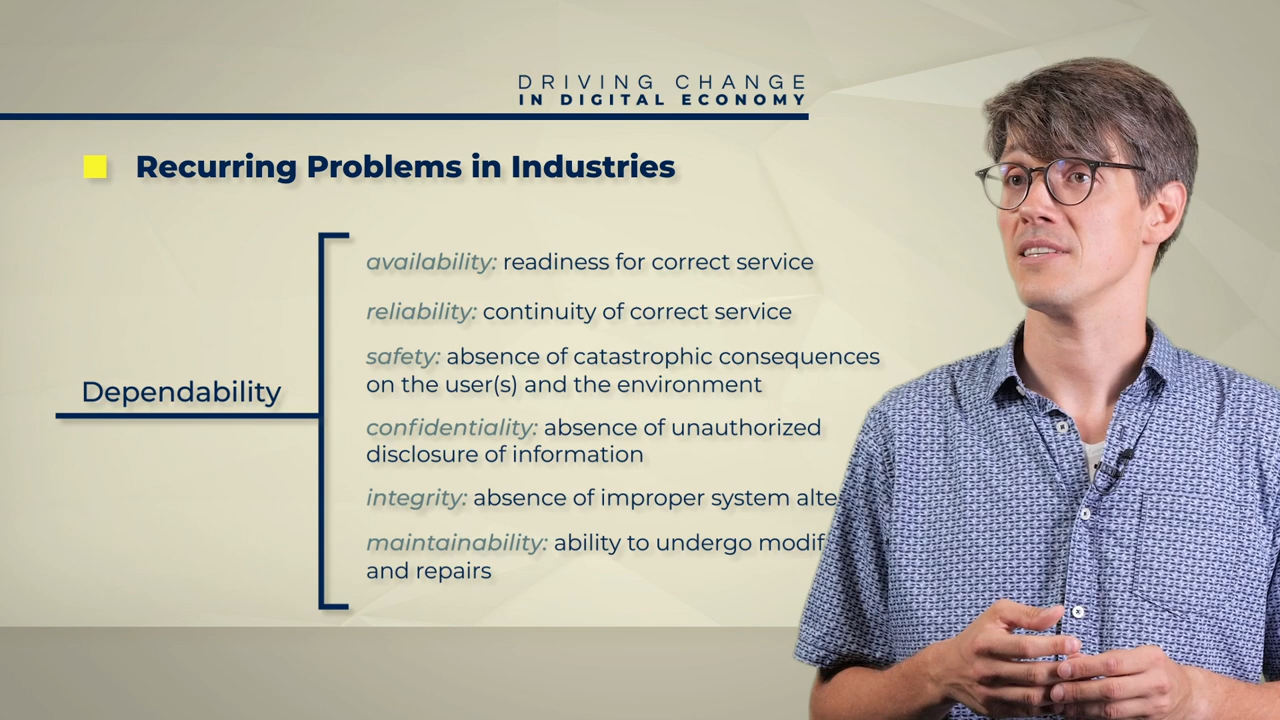 DRIVING CHANGE
IN DIGITAL ECONOMY
Recurring Problems in Industries
availability: readiness for correct service
reliability: continuity of correct service
safety: absence of catastrophic consequences
on the user(s) and the environment
Dependability
confidentiality: absence of unauthorized
disclosure of information
integrity: absence of improper system
maintainability: ability to undergo
and repairs